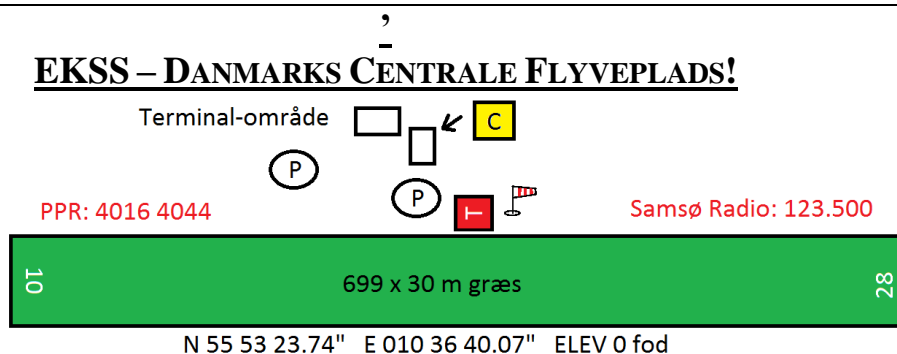 ,
EKSS – DANMARKS CENTRALE FLYVEPLADS!
Terminal-område
C
P
P
T
PPR: 4016 4044
Samsø Radio: 123.500
10
699 x 30 m græs
28
N 55 53 23.74" E 010 36 40.07" ELEV 0 fod